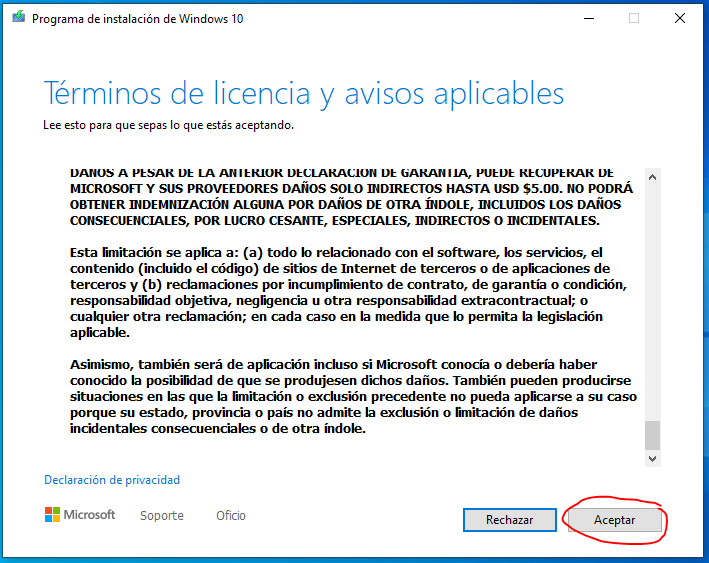 Programa de instalación de Windows 10
Términos de licencia y avisos aplicables
Lee esto para que sepas lo que estás aceptando.
DAÑOS A PESAR DE LA ANTERIOR DECLARACIÓN DE GARANTÍA, PUEDE RECUPERAR DE
MICROSOFT Y SUS PROVEEDORES DAÑOS SOLO INDIRECTOS HASTA USD $5.00. NO PODRÁ
OBTENER INDEMNIZACIÓN ALGUNA POR DAÑOS DE OTRA ÍNDOLE, INCLUIDOS LOS DAÑOS
CONSECUENCIALES, POR LUCRO CESANTE, ESPECIALES, INDIRECTOS O INCIDENTALES.
Esta limitación se aplica a: (a) todo lo relacionado con el software, los servicios, el
contenido (incluido el código) de sitios de Internet de terceros o de aplicaciones de
terceros y (b) reclamaciones por incumplimiento de contrato, de garantía o condición,
responsabilidad objetiva, negligencia u otra responsabilidad extracontractual; o
cualquier otra reclamación; en cada caso en la medida que lo permita la legislación
aplicable.
Asimismo, también será de aplicación incluso si Microsoft conocía o debería haber
conocido la posibilidad de que se produjesen dichos daños. También pueden producirse
situaciones en las que la limitación o exclusión precedente no pueda aplicarse a su caso
porque su estado, provincia o país no admite la exclusión o limitación de daños
incidentales consecuenciales o de otra índole.
Declaración de privacidad
Microsoft Soporte Oficio
Rechazar Aceptar